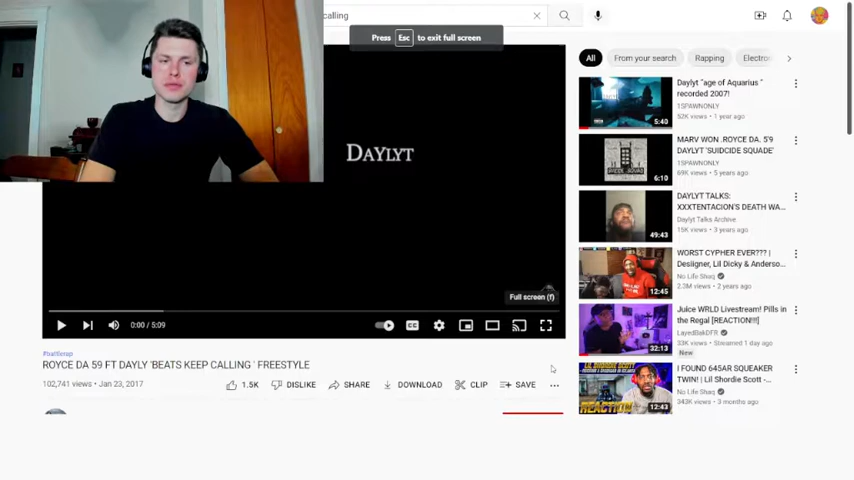 calling
Press Esc to exit full screen
DAYLYT
Full screen (f)
0:00 / 5:09
ROYCE DA 59 FT DAYLY 'BEATS KEEP CALLING ' FREESTYLE
102,741 views • Jan 23, 2017
1.5K
DISLIKE
SHARE
DOWNLOAD
CLIP
SAVE
All
From your search
Rapping
Electro
Daylyt "age of Aquarius "
recorded 2007!
1SPAWNONLY
52K views • 1 year ago
5:40
MARV WON .ROYCE DA. 5'9
DAYLYT 'SUIDCIDE SQUADE'
1SPAWNONLY
69K views • 5 years ago
6:10
DAYLYT TALKS:
XXXTENTACION'S DEATH WA...
Daylyt Talks Archive
15K views • 3 years ago
49:43
WORST CYPHER EVER??? |
Desiigner, Lil Dicky & Anderso...
No Life Shaq
2.3M views • 2 years ago
12:45
Juice WRLD Livestream! Pills in
the Regal [REACTION!!!]
LayedBakDFR
33K views • Streamed 1 day ago
New
32:13
I FOUND 645AR SQUEAKER
TWIN! | Lil Shordie Scott -...
No Life Shaq
343K views • 3 months ago
REACTION
12:43